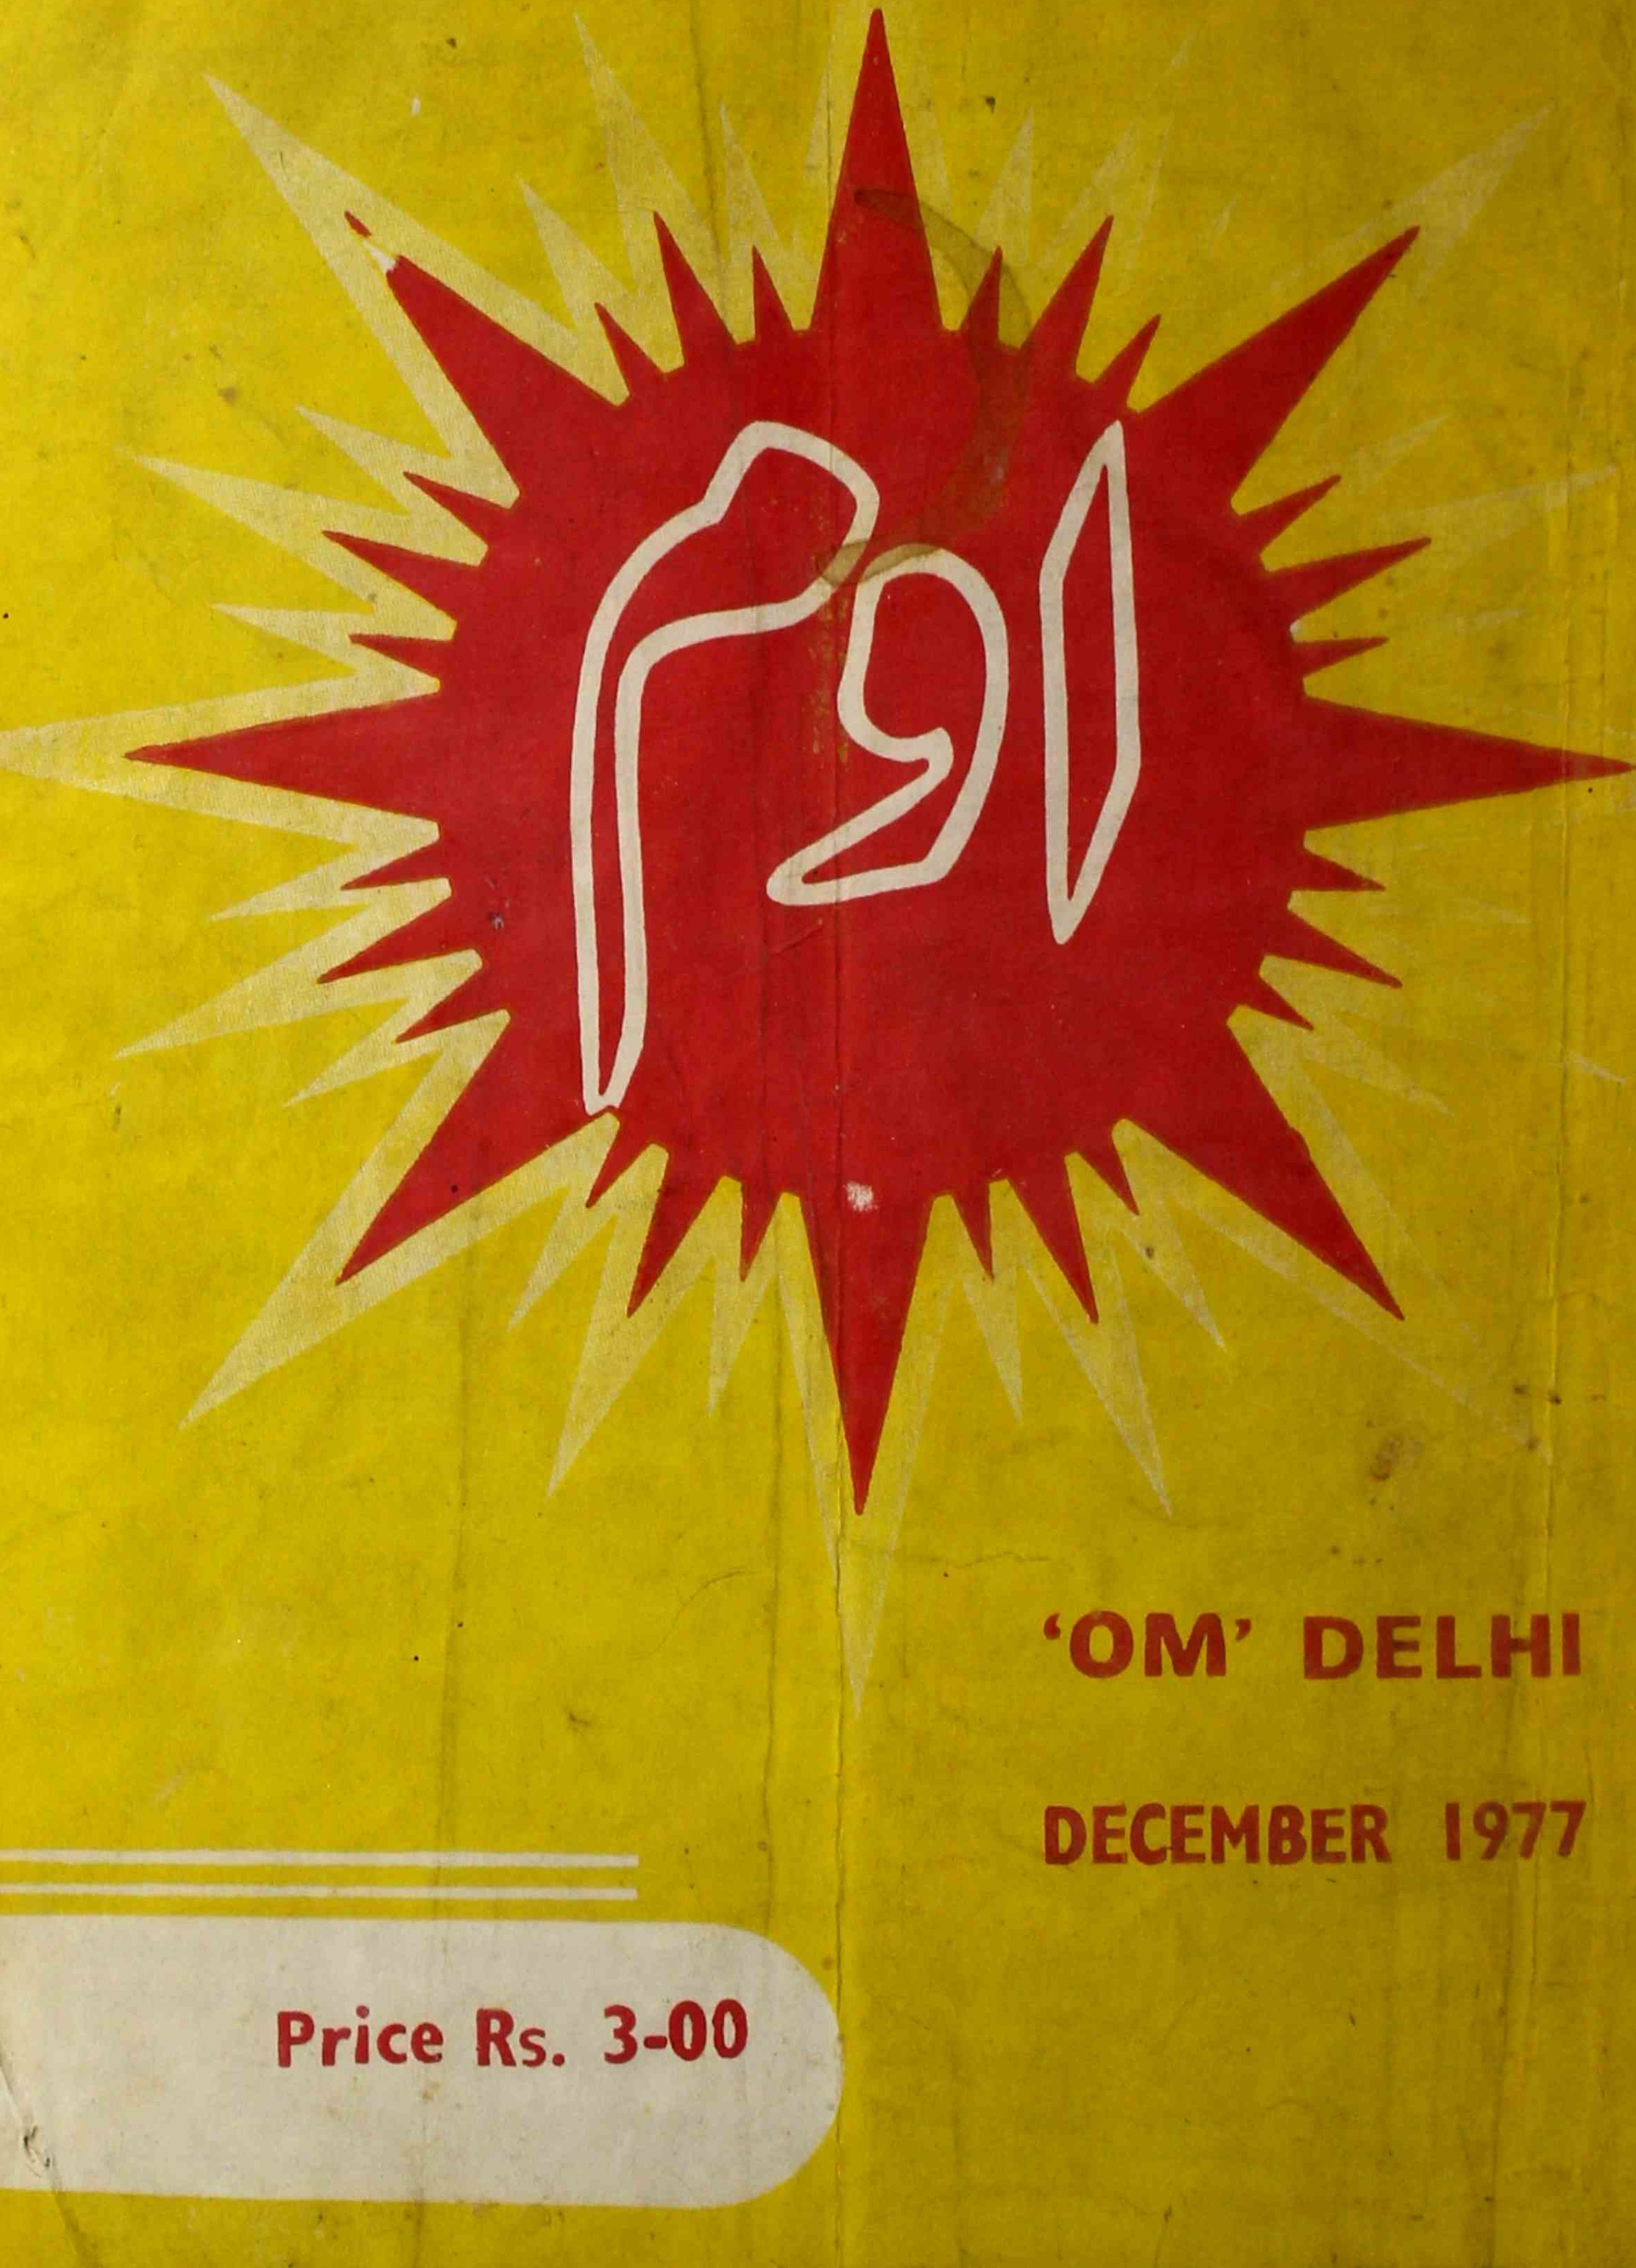 اوم
‘OM’ DELHI
DECEMBER 1977
Price Rs. 3-00